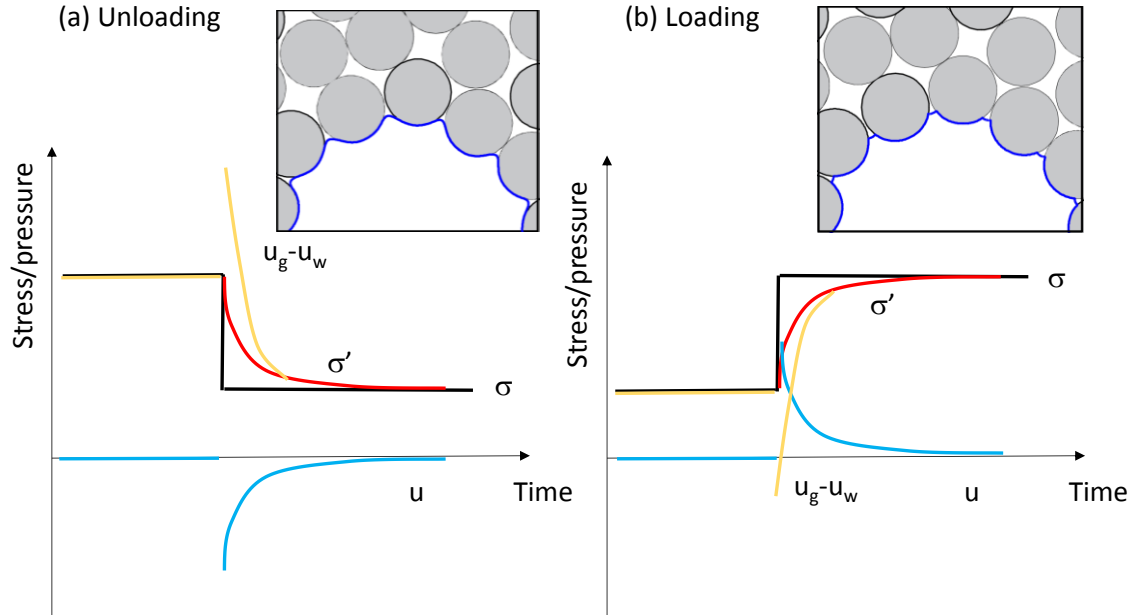 (a) Unloading
Stress/pressure
u_g-u_w
σ'
σ
u
Time
(b) Loading
Stress/pressure
σ
σ'
u_g-u_w
u
Time